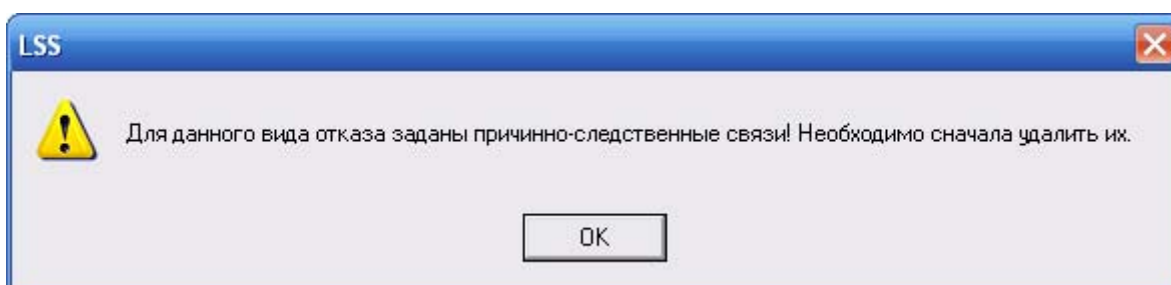 LSS
Для данного вида отказа заданы причинно-следственные связи! Необходимо сначала удалить их.
OK